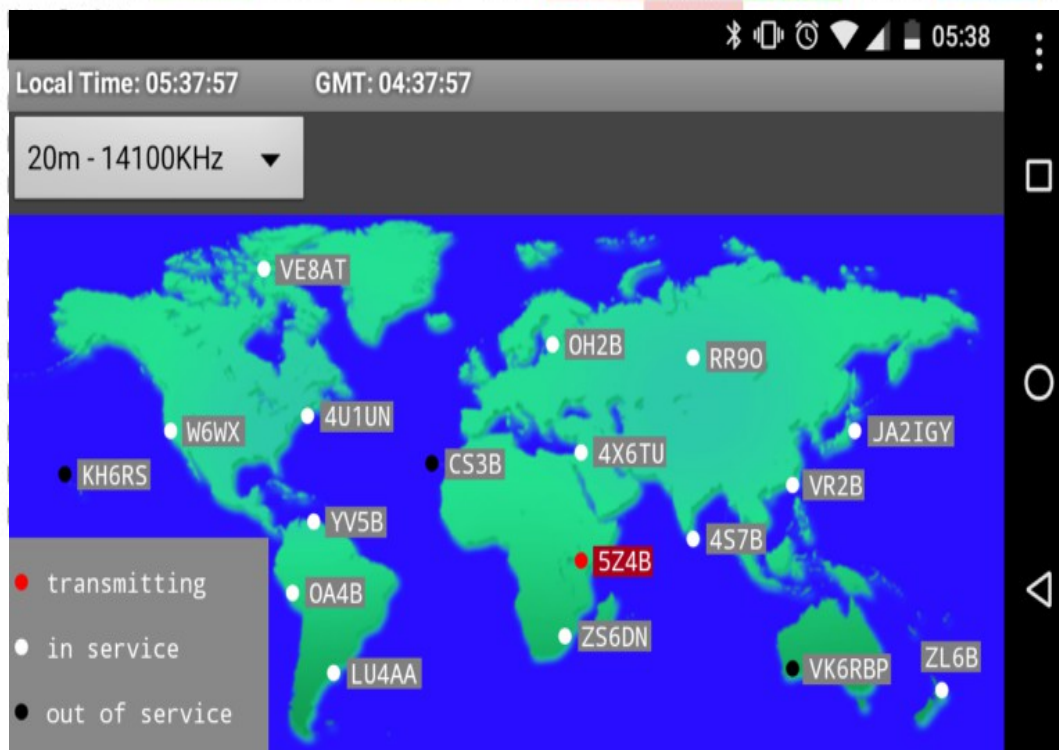 05:38
Local Time: 05:37:57 GMT: 04:37:57
20m - 14100KHz
VE8AT
OH2B
RR9O
4U1UN
W6WX
JA2IGY
4X6TU
CS3B
KH6RS
VR2B
YV5B
4S7B
5Z4B
transmitting
OA4B
ZS6DN
in service
ZL6B
VK6RBP
LU4AA
out of service